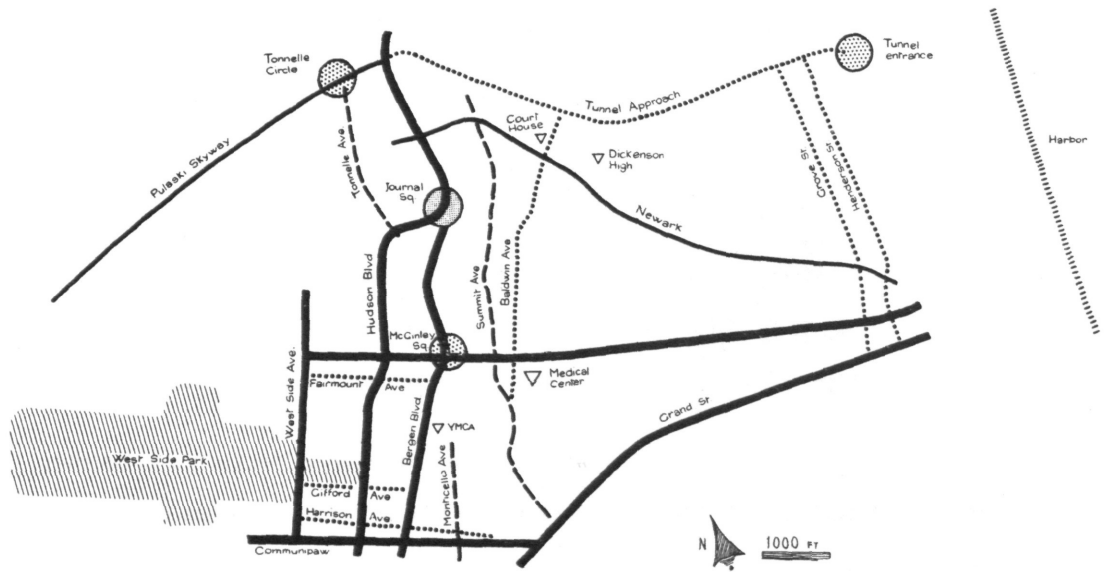 Tonnelle
Circle
Tunnel
entrance
Pulaski Skyway
Tonnelle Ave.
Tunnel Approach
Court
House
Dickenson
High
Harbor
Journal
Sq.
Grove St
Henderson St
Newark
Hudson Blvd
Summit Ave
Baldwin Ave
McGinley
Sq.
West Side Ave.
Fairmount Ave
Medical
Center
Bergen Blvd
YMCA
Grand St
West Side Park
Monticello Ave
Gifford Ave
Harrison Ave
Communipaw
N
1000 FT